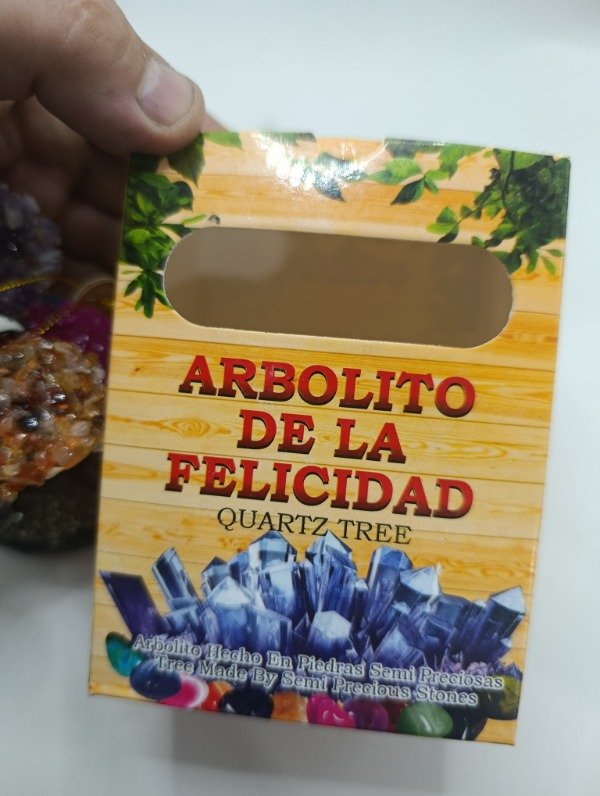 ARBOLITO
DE LA
FELICIDAD
QUARTZ TREE
Arbolito Hecho En Piedras Semi Preciosas
Tree Made By Semi Precious Stones